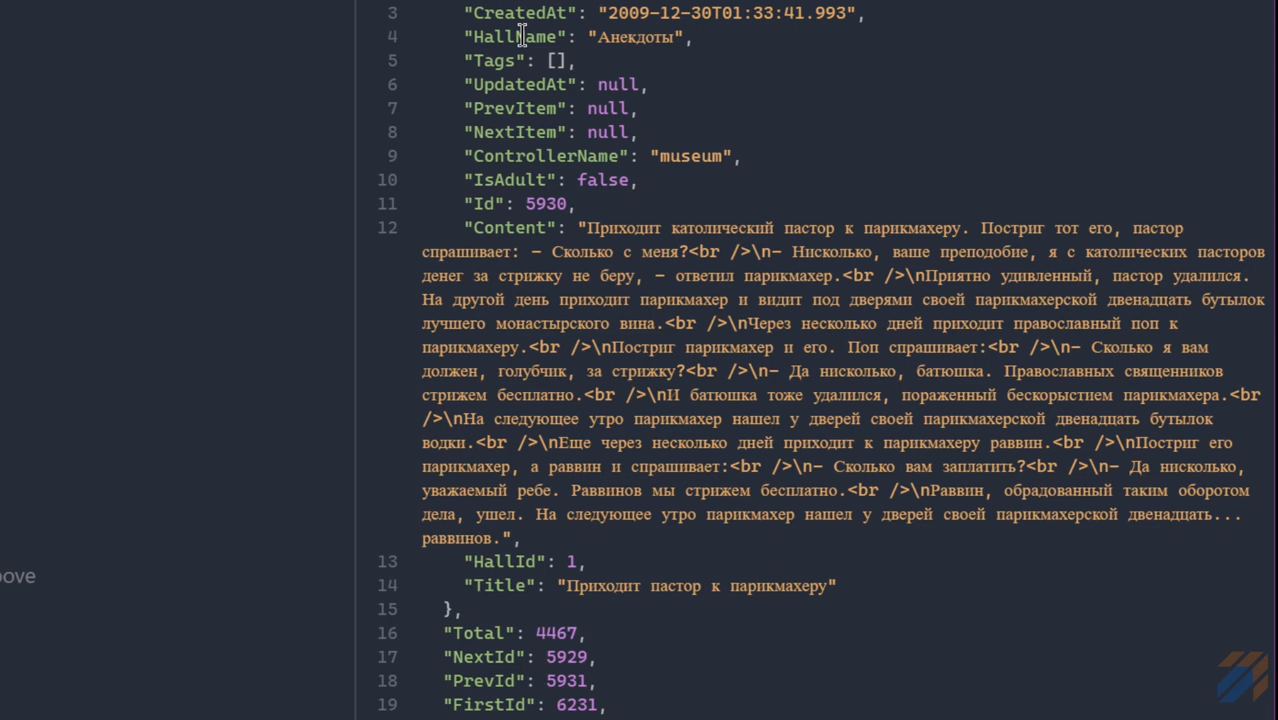 3 "CreatedAt": "2009-12-30T01:33:41.993",
4 "HallName": "Анекдоты",
5 "Tags": [],
6 "UpdatedAt": null,
7 "PrevItem": null,
8 "NextItem": null,
9 "ControllerName": "museum",
10 "IsAdult": false,
11 "Id": 5930,
12 "Content": "Приходит католический пастор к парикмахеру. Постриг тот его, пастор
спрашивает: – Сколько с меня?<br />\n– Нисколько, ваше преподобие, я с католических пасторов
денег за стрижку не беру, – ответил парикмахер.<br />\nПриятно удивленный, пастор удалился.
На другой день приходит парикмахер и видит под дверями своей парикмахерской двенадцать бутылок
лучшего монастырского вина.<br />\nЧерез несколько дней приходит православный поп к
парикмахеру.<br />\nПостриг парикмахер и его. Поп спрашивает:<br />\n– Сколько я вам
должен, голубчик, за стрижку?<br />\n– Да нисколько, батюшка. Православных священников
стрижем бесплатно.<br />\nИ батюшка тоже удалился, пораженный бескорыстием парикмахера.<br
/>\nНа следующее утро парикмахер нашел у дверей своей парикмахерской двенадцать бутылок
водки.<br />\nЕще через несколько дней приходит к парикмахеру раввин.<br />\nПостриг его
парикмахер, а раввин и спрашивает:<br />\n– Сколько вам заплатить?<br />\n– Да нисколько,
уважаемый ребе. Раввинов мы стрижем бесплатно.<br />\nРаввин, обрадованный таким оборотом
дела, ушел. На следующее утро парикмахер нашел у дверей своей парикмахерской двенадцать...
раввинов.",
13 "HallId": 1,
ove
14 "Title": "Приходит пастор к парикмахеру"
15 },
16 "Total": 4467,
17 "NextId": 5929,
18 "PrevId": 5931,
19 "FirstId": 6231,